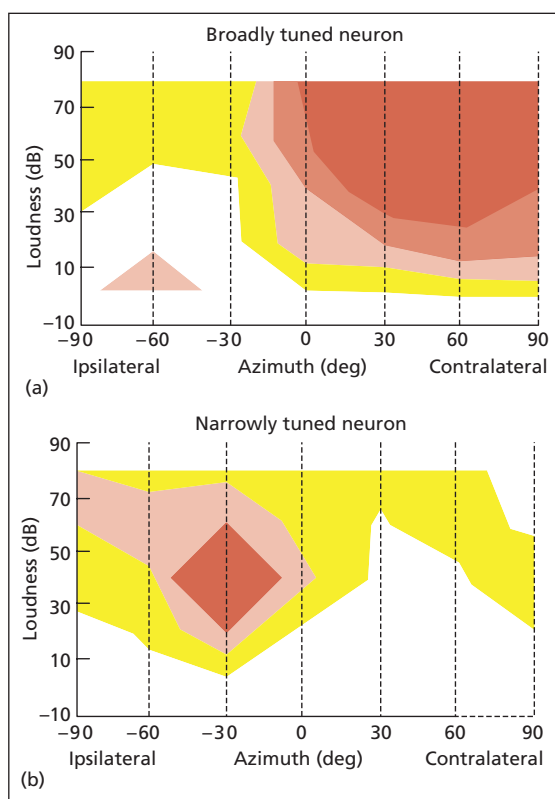 Broadly tuned neuron
90
70
50
30
10
−10
Loudness (dB)
−90 −60 −30 0 30 60 90
Ipsilateral Azimuth (deg) Contralateral
(a)
Narrowly tuned neuron
90
70
50
30
10
−10
Loudness (dB)
−90 −60 −30 0 30 60 90
Ipsilateral Azimuth (deg) Contralateral
(b)